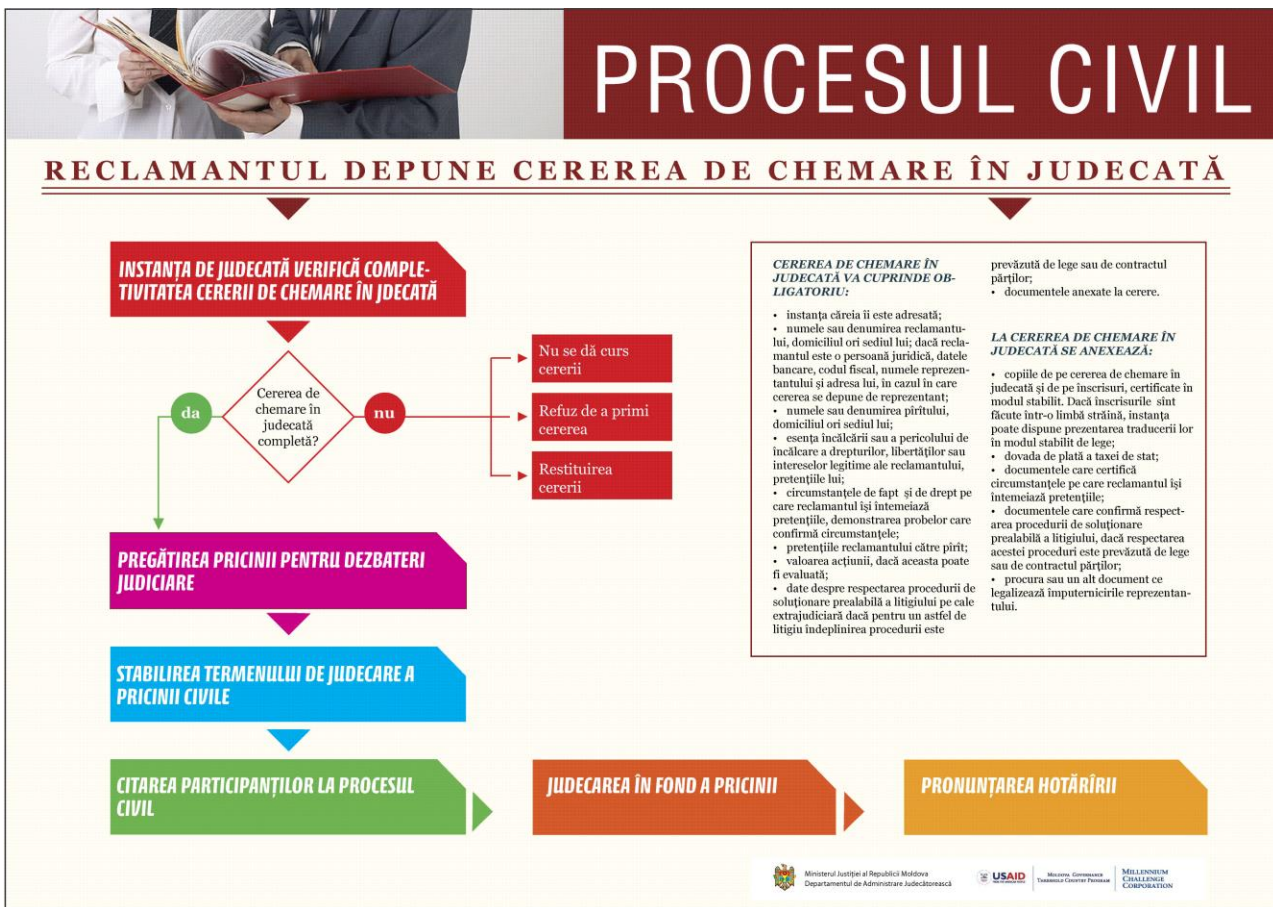 PROCESUL CIVIL
RECLAMANTUL DEPUNE CEREREA DE CHEMARE ÎN JUDECATĂ
INSTANȚA DE JUDECATĂ VERIFICĂ COMPLE-
TIVITATEA CERERII DE CHEMARE ÎN JDECATĂ
da
Cererea de
chemare în
judecată
completă?
nu
Nu se dă curs
cererii
Refuz de a primi
cererea
Restituirea
cererii
PREGĂTIREA PRICINII PENTRU DEZBATERI
JUDICIARE
STABILIREA TERMENULUI DE JUDECARE A
PRICINII CIVILE
CITAREA PARTICIPANȚILOR LA PROCESUL
CIVIL
JUDECAREA ÎN FOND A PRICINII
PRONUNȚAREA HOTĂRÎRII
CEREREA DE CHEMARE ÎN
JUDECATĂ VA CUPRINDE OB-
LIGATORIU:
• instanța căreia îi este adresată;
• numele sau denumirea reclamantu-
lui, domiciliul ori sediul lui; dacă recla-
mantul este o persoană juridică, datele
bancare, codul fiscal, numele reprezen-
tantului și adresa lui, în cazul în care
cererea se depune de reprezentant;
• numele sau denumirea pîrîtului,
domiciliul ori sediul lui;
• esența încălcării sau a pericolului de
încălcare a drepturilor, libertăților sau
intereselor legitime ale reclamantului,
pretențiile lui;
• circumstanțele de fapt și de drept pe
care reclamantul își întemeiază
pretențiile, demonstrarea probelor care
confirmă circumstanțele;
• pretențiile reclamantului către pîrît;
• valoarea acțiunii, dacă aceasta poate
fi evaluată;
• date despre respectarea procedurii de
soluționare prealabilă a litigiului pe cale
extrajudiciară dacă pentru un astfel de
litigiu îndeplinirea procedurii este
prevăzută de lege sau de contractul
părților;
• documentele anexate la cerere.
LA CEREREA DE CHEMARE ÎN
JUDECATĂ SE ANEXEAZĂ:
• copiile de pe cererea de chemare în
judecată și de pe înscrisuri, certificate în
modul stabilit. Dacă înscrisurile sînt
făcute într-o limbă străină, instanța
poate dispune prezentarea traducerii lor
în modul stabilit de lege;
• dovada de plată a taxei de stat;
• documentele care certifică
circumstanțele pe care reclamantul își
întemeiază pretențiile;
• documentele care confirmă respect-
area procedurii de soluționare
prealabilă a litigiului, dacă respectarea
acestei proceduri este prevăzută de lege
sau de contractul părților;
• procura sau un alt document ce
legalizează împuternicirile reprezentan-
tului.
Ministerul Justiției al Republicii Moldova
Departamentul de Administrare Judecătorească
USAID
MOLDOVA GOVERNANCE
THRESHOLD COUNTRY PROGRAM
MILLENNIUM
CHALLENGE
CORPORATION